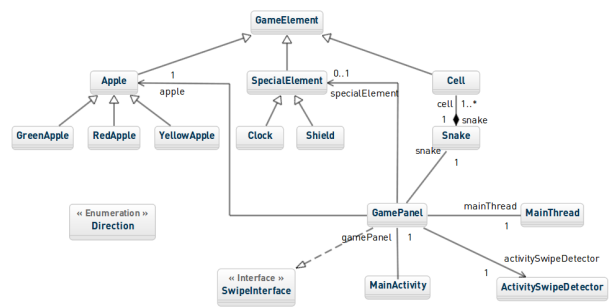 GameElement
Apple
1
apple
SpecialElement
0..1
specialElement
Cell
cell
1..*
1
snake
GreenApple
RedApple
YellowApple
Clock
Shield
Snake
snake
1
« Enumeration »
Direction
GamePanel
mainThread
1
MainThread
gamePanel
1
activitySwipeDetector
1
« Interface »
SwipeInterface
MainActivity
ActivitySwipeDetector